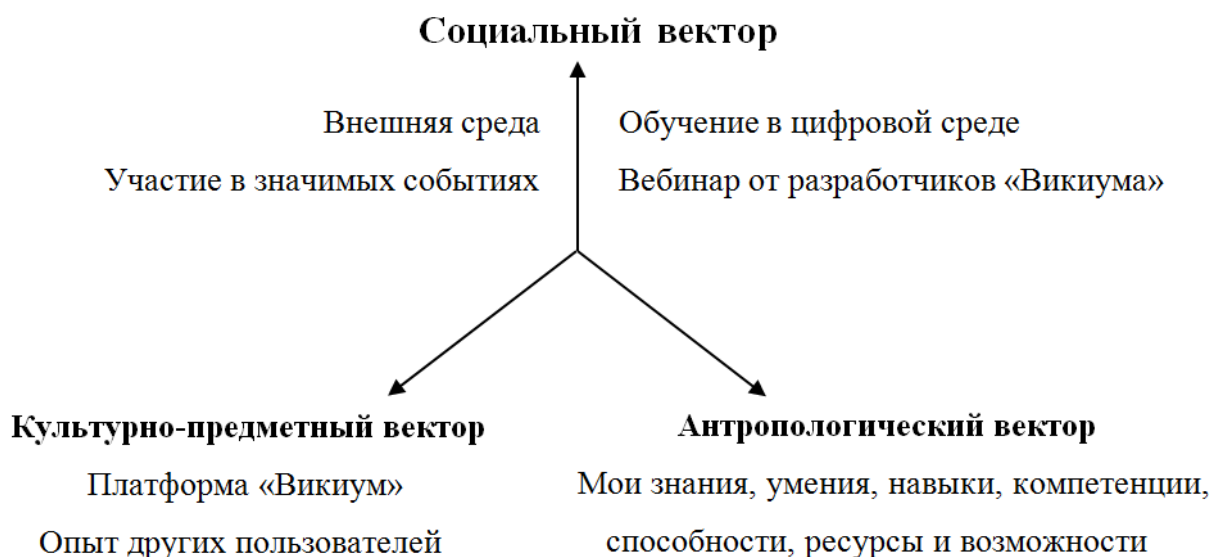 Социальный вектор
Внешняя среда
Участие в значимых событиях
Обучение в цифровой среде
Вебинар от разработчиков «Викиума»
Культурно-предметный вектор
Платформа «Викиум»
Опыт других пользователей
Антропологический вектор
Мои знания, умения, навыки, компетенции,
способности, ресурсы и возможности